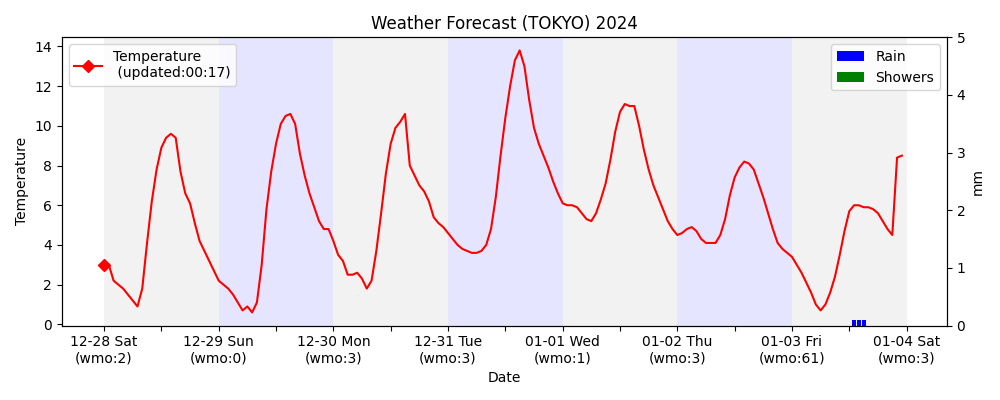 Weather Forecast (TOKYO) 2024
Temperature
(updated:00:17)
Rain
Showers
Temperature
14
12
10
8
6
4
2
0
5
4
3
2
1
0
mm
12-28 Sat
(wmo:2)
12-29 Sun
(wmo:0)
12-30 Mon
(wmo:3)
12-31 Tue
(wmo:3)
01-01 Wed
(wmo:1)
01-02 Thu
(wmo:3)
01-03 Fri
(wmo:61)
01-04 Sat
(wmo:3)
Date